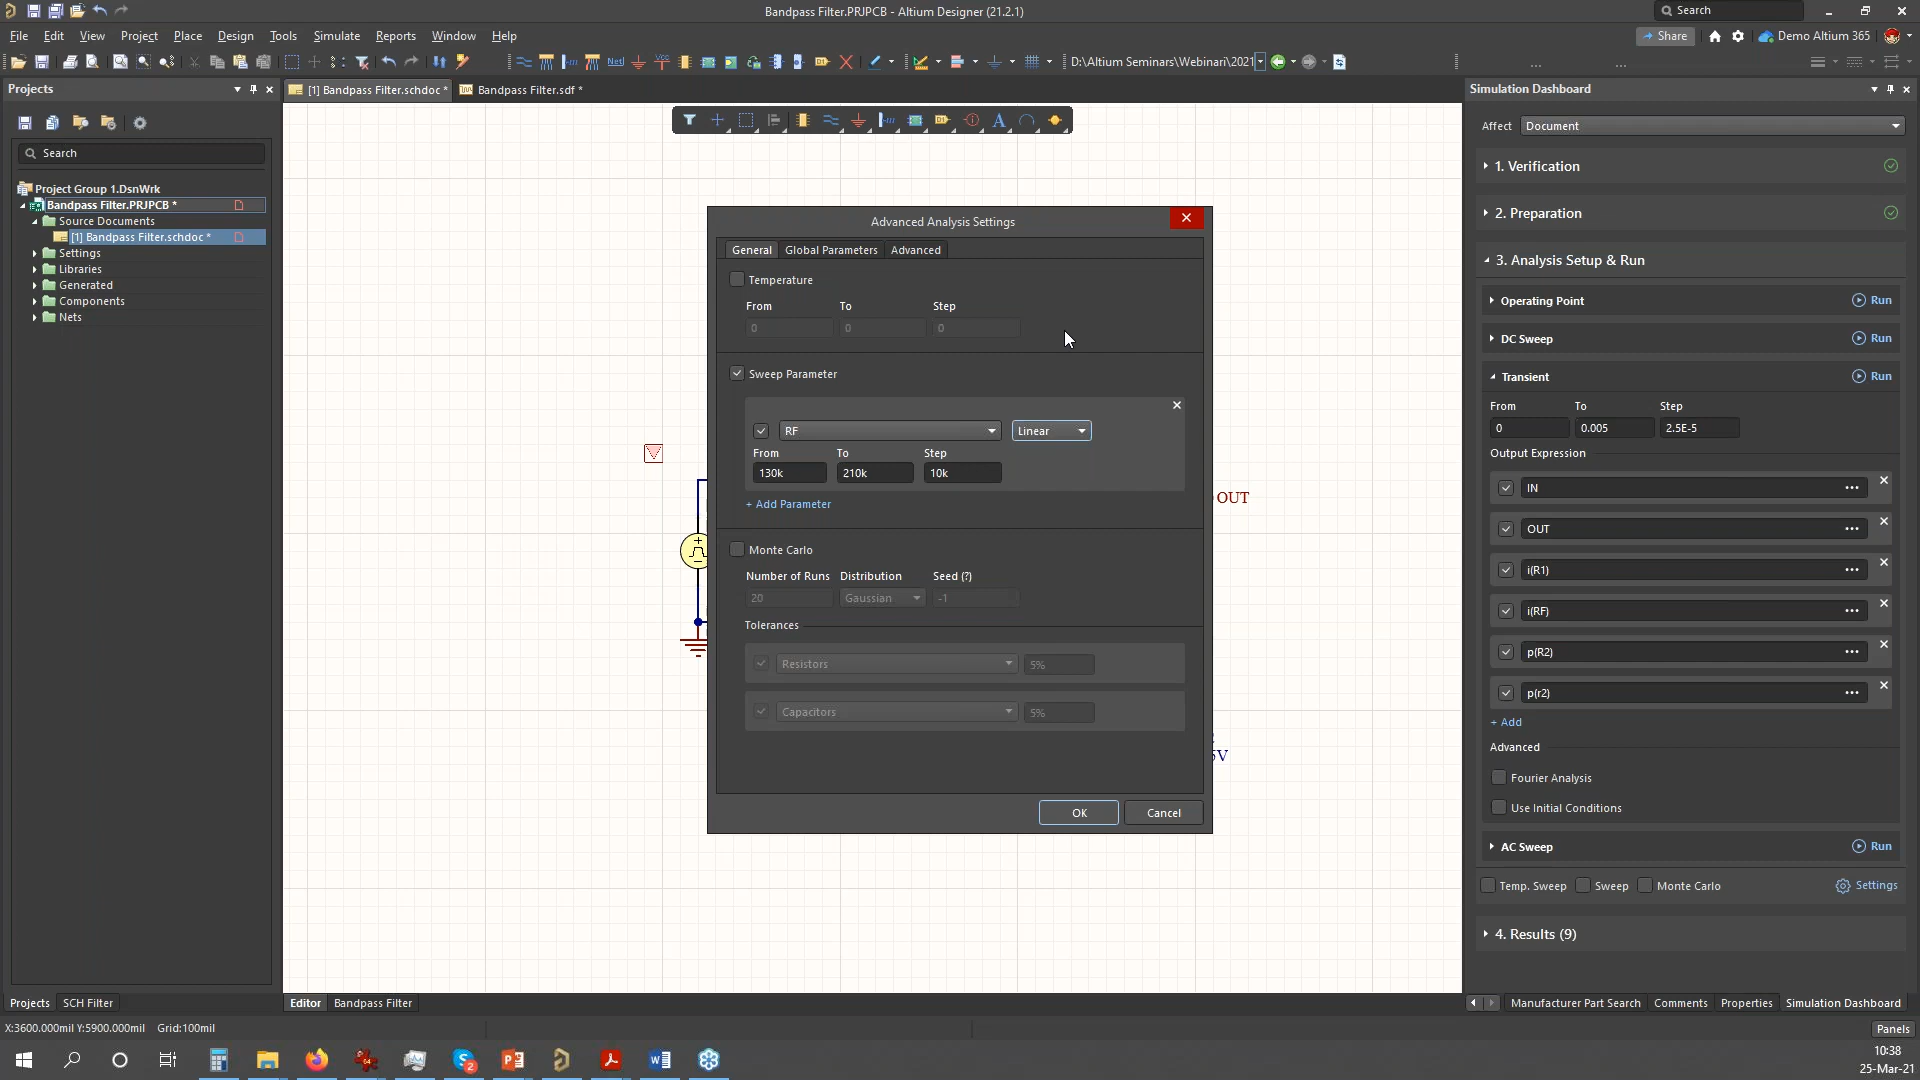 Bandpass Filter.PRJPCB - Altium Designer (21.2.1)
Search
File Edit View Project Place Design Tools Simulate Reports Window Help
Share
Demo Altium 365
D:\Altium Seminars\Webinari\2021
Projects
[1] Bandpass Filter.schdoc *
Bandpass Filter.sdf *
Simulation Dashboard
Search
Project Group 1.DsnWrk
Bandpass Filter.PRJPCB *
Source Documents
[1] Bandpass Filter.schdoc *
Settings
Libraries
Generated
Components
Nets
Advanced Analysis Settings
General Global Parameters Advanced
Temperature
From To Step
0 0 0
Sweep Parameter
RF Linear
From To Step
130k 210k 10k
+ Add Parameter
Monte Carlo
Number of Runs Distribution Seed (?)
20 Gaussian -1
Tolerances
Resistors 5%
Capacitors 5%
OK Cancel
OUT
5V
Affect Document
1. Verification
2. Preparation
3. Analysis Setup & Run
Operating Point Run
DC Sweep Run
Transient Run
From To Step
0 0.005 2.5E-5
Output Expression
IN
OUT
i(R1)
i(RF)
p(R2)
p(r2)
+ Add
Advanced
Fourier Analysis
Use Initial Conditions
AC Sweep Run
Temp. Sweep Sweep Monte Carlo Settings
4. Results (9)
Projects SCH Filter
Editor Bandpass Filter
Manufacturer Part Search Comments Properties Simulation Dashboard
X:3600.000mil Y:5900.000mil Grid:100mil
Panels
10:38
25-Mar-21